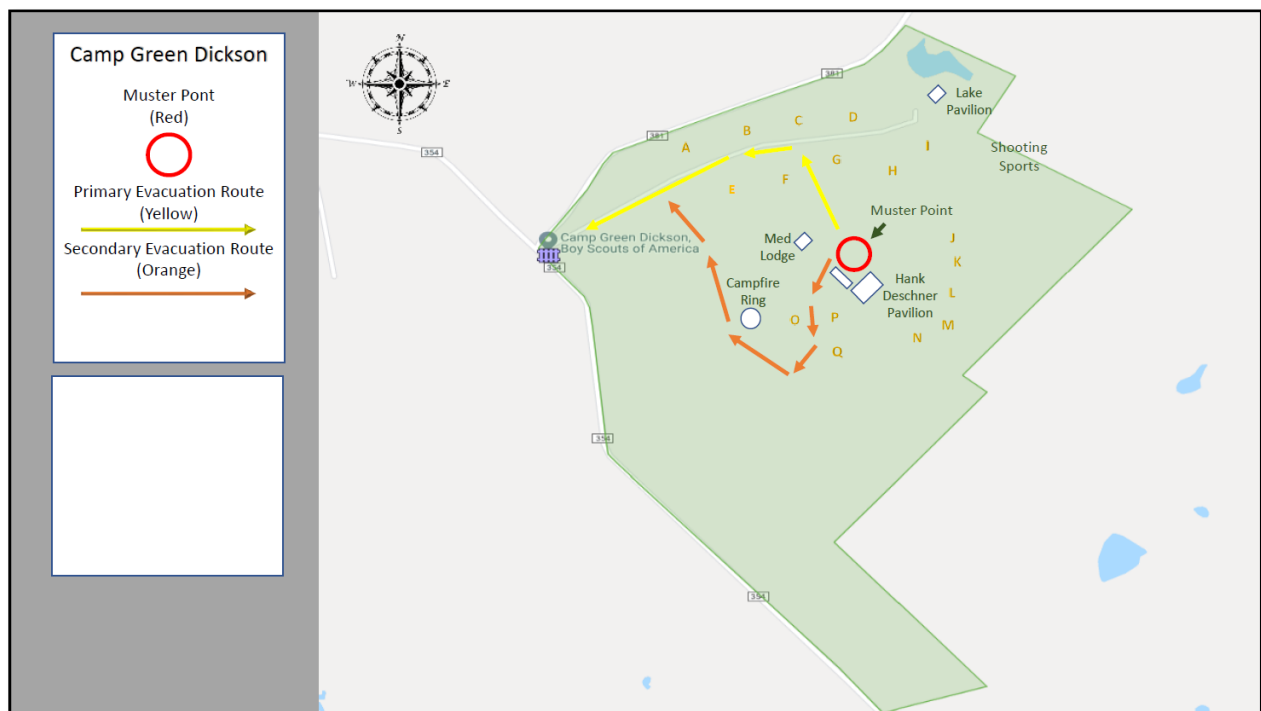 Camp Green Dickson
Muster Pont
(Red)
Primary Evacuation Route
(Yellow)
Secondary Evacuation Route
(Orange)
N
W
E
S
381
Lake
Pavilion
D
C
B
381
A
354
I
Shooting
Sports
G
H
F
E
Muster Point
Camp Green Dickson,
Boy Scouts of America
354
Med
Lodge
J
K
Campfire
Ring
Hank
Deschner
Pavilion
L
O
P
M
N
Q
354
354